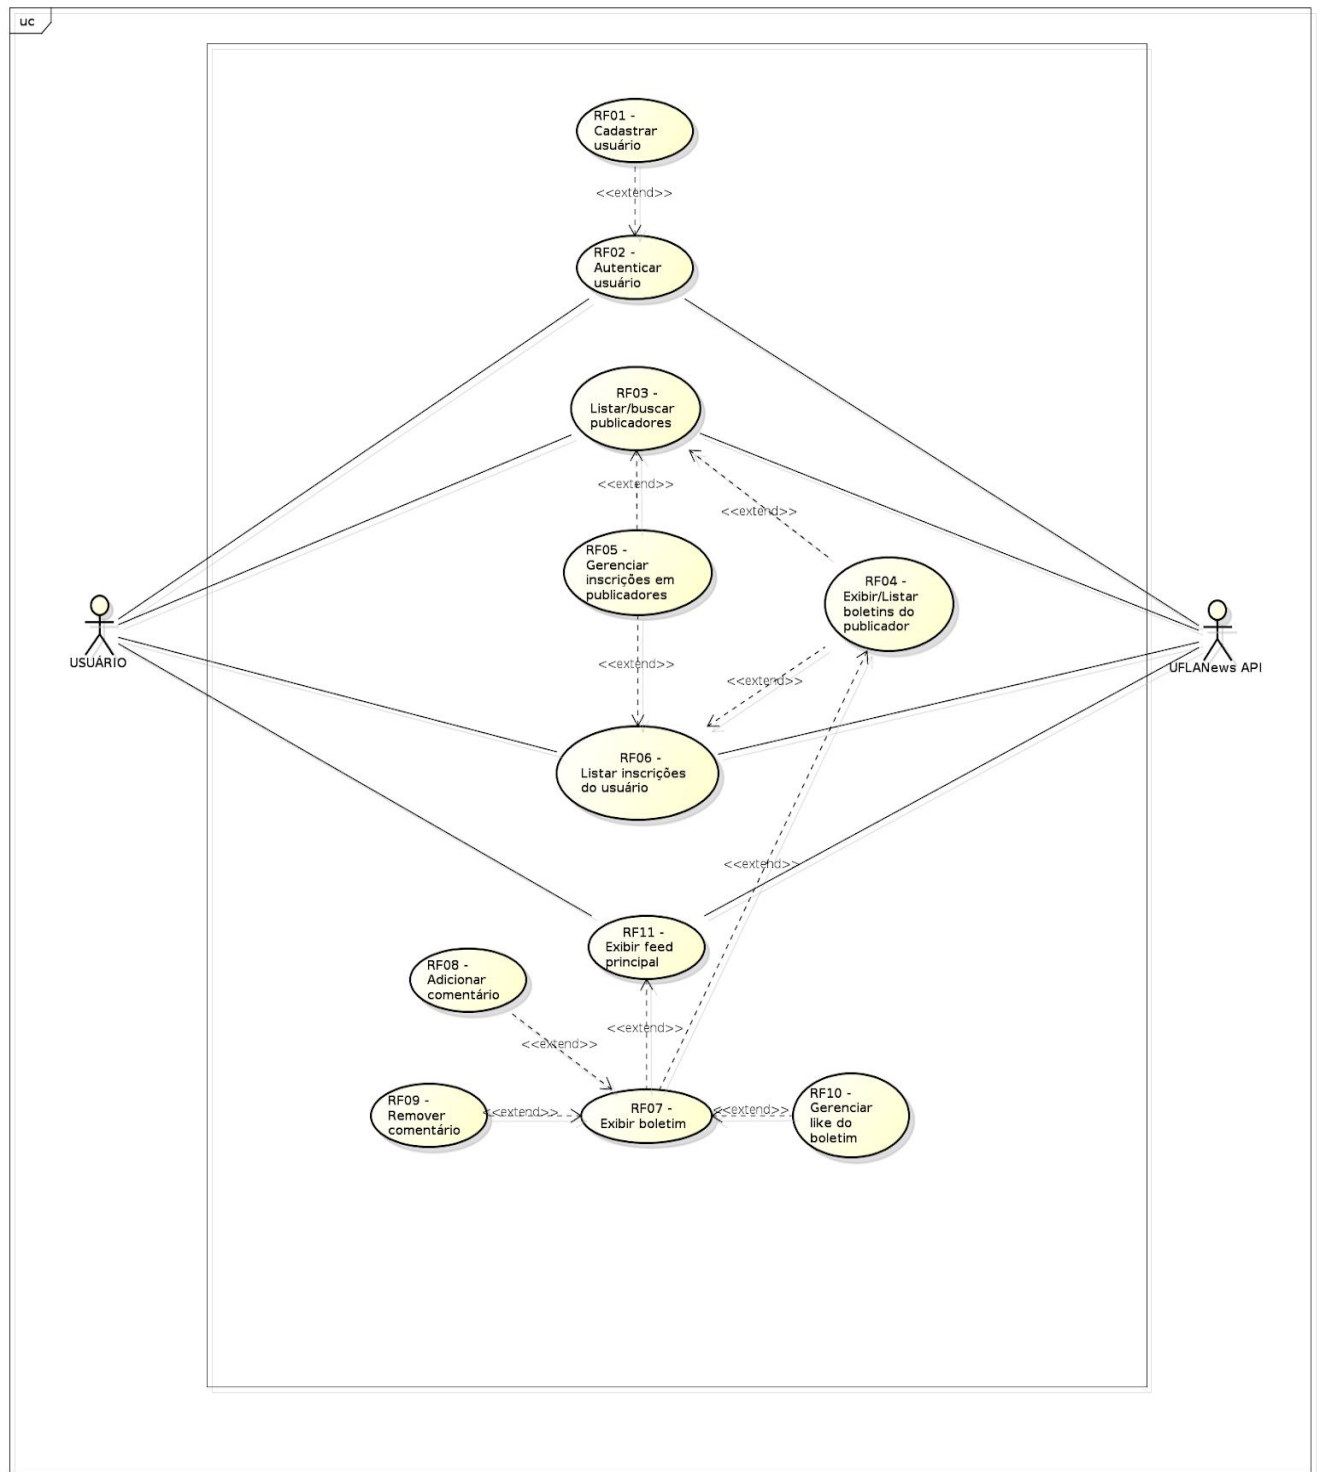 uc
RF01 -
Cadastrar
usuário
<<extend>>
RF02 -
Autenticar
usuário
RF03 -
Listar/buscar
publicadores
<<extend>>
<<extend>>
RF05 -
Gerenciar
inscrições em
publicadores
RF04 -
Exibir/Listar
boletins do
publicador
USUÁRIO
UFLANews API
<<extend>>
<<extend>>
RF06 -
Listar inscrições
do usuário
<<extend>>
RF11 -
Exibir feed
principal
RF08 -
Adicionar
comentário
<<extend>>
<<extend>>
RF09 -
Remover
comentário
<<extend>>
RF07 -
Exibir boletim
<<extend>>
RF10 -
Gerenciar
like do
boletim